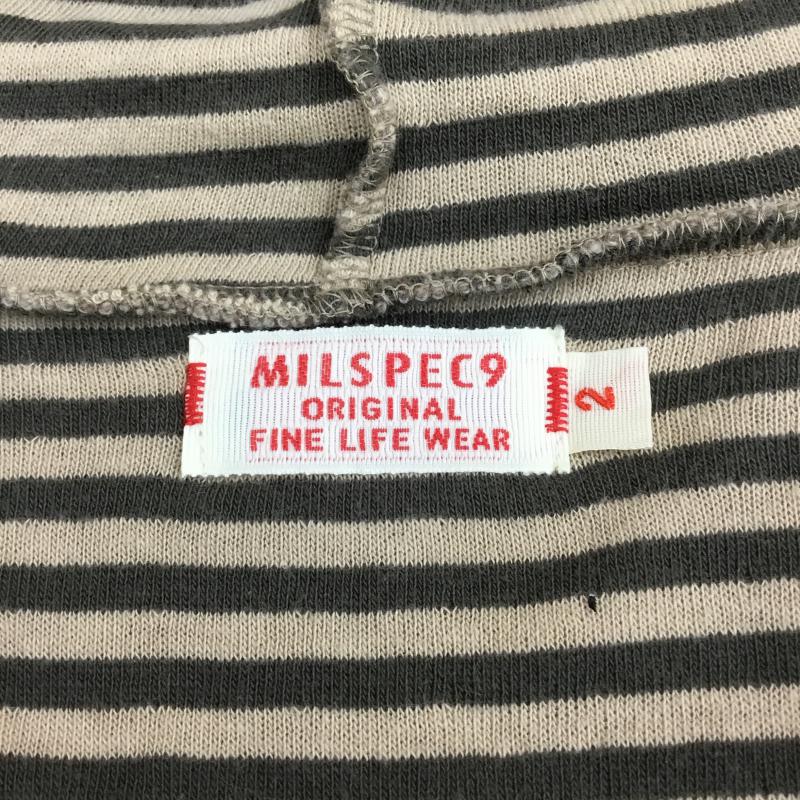 MILSPEC9
ORIGINAL
FINE LIFE WEAR
2